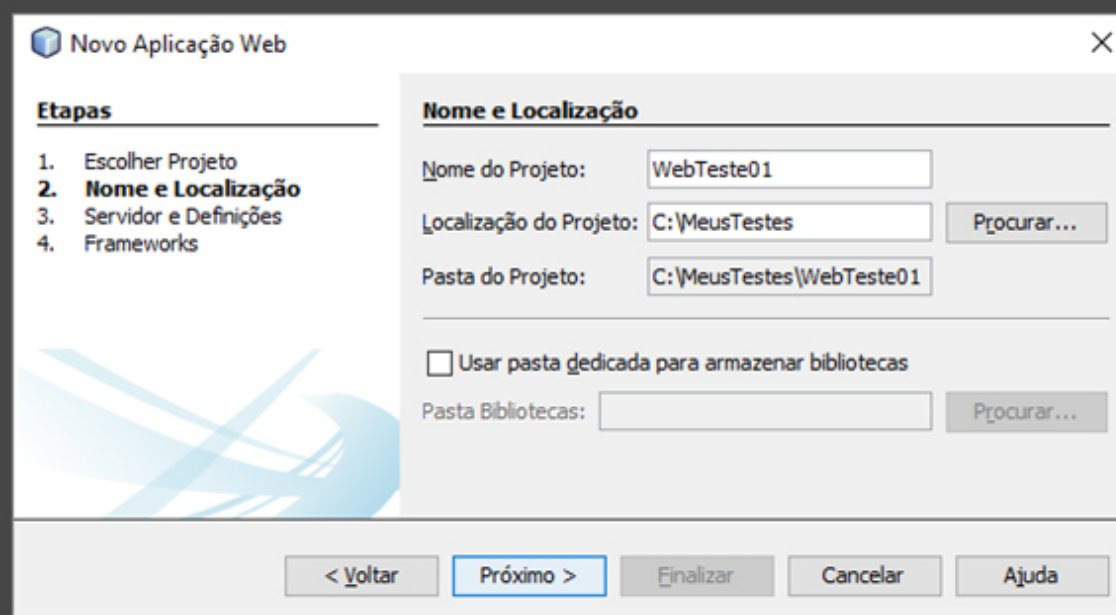 Novo Aplicação Web
Etapas
1. Escolher Projeto
2. Nome e Localização
3. Servidor e Definições
4. Frameworks
Nome e Localização
Nome do Projeto: WebTeste01
Localização do Projeto: C:\MeusTestes Procurar...
Pasta do Projeto: C:\MeusTestes\WebTeste01
Usar pasta dedicada para armazenar bibliotecas
Pasta Bibliotecas: Procurar...
< Voltar Próximo > Finalizar Cancelar Ajuda